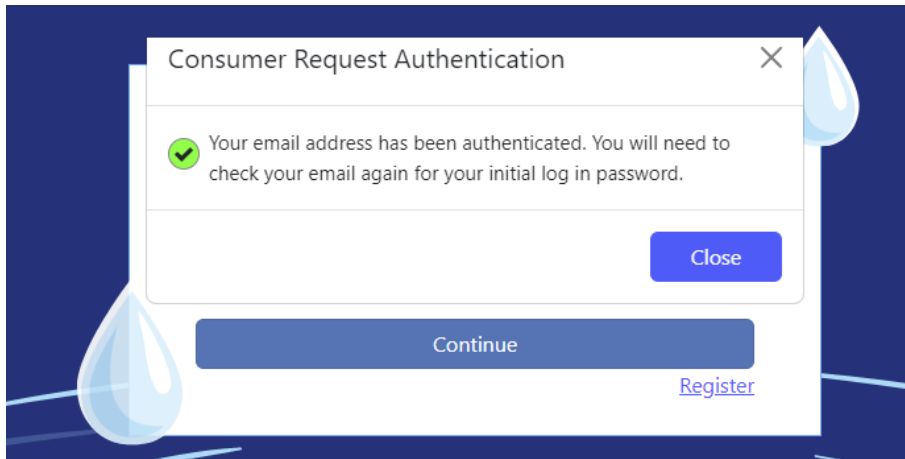 Consumer Request Authentication
Your email address has been authenticated. You will need to
check your email again for your initial log in password.
Close
Continue
Register